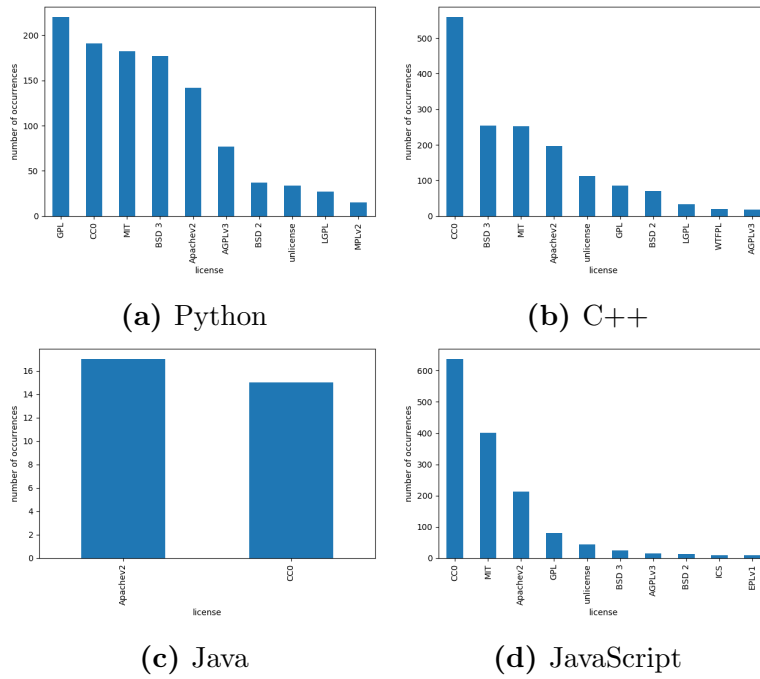 number of occurrences
200
150
100
50
0
GPL
CC0
MIT
BSD 3
Apachev2
AGPLv3
BSD 2
unlicense
LGPL
MPLv2
license
(a) Python
number of occurrences
500
400
300
200
100
0
CC0
BSD 3
MIT
Apachev2
unlicense
GPL
BSD 2
LGPL
WTFPL
AGPLv3
license
(b) C++
number of occurrences
16
14
12
10
8
6
4
2
0
Apachev2
CC0
license
(c) Java
number of occurrences
600
500
400
300
200
100
0
CC0
MIT
Apachev2
GPL
unlicense
BSD 3
AGPLv3
BSD 2
ICS
EPLv1
license
(d) JavaScript